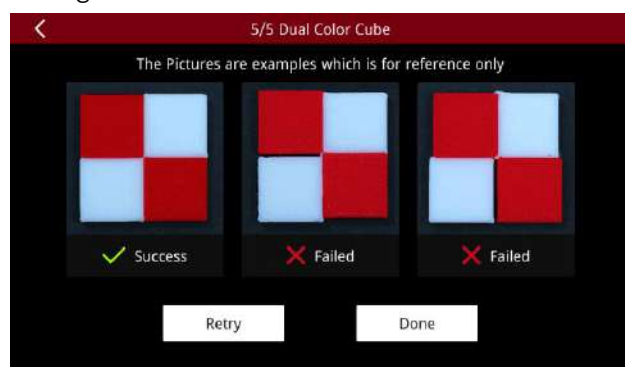 5/5 Dual Color Cube
The Pictures are examples which is for reference only
Success
Failed
Failed
Retry
Done